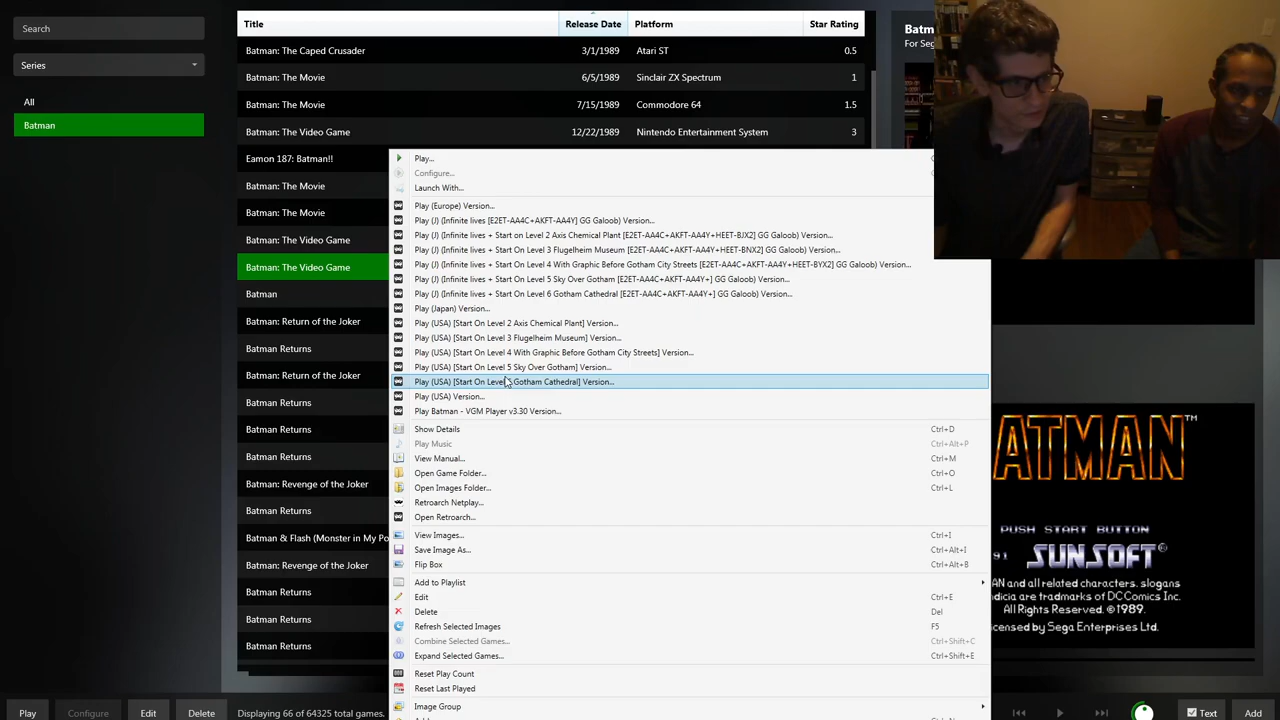 Search
Series
All
Batman
Title Release Date Platform Star Rating
Batman: The Caped Crusader 3/1/1989 Atari ST 0.5
Batman: The Movie 6/5/1989 Sinclair ZX Spectrum 1
Batman: The Movie 7/15/1989 Commodore 64 1.5
Batman: The Video Game 12/22/1989 Nintendo Entertainment System 3
Eamon 187: Batman!!
Batman: The Movie
Batman: The Movie
Batman: The Video Game
Batman: The Video Game
Batman
Batman: Return of the Joker
Batman Returns
Batman: Return of the Joker
Batman Returns
Batman Returns
Batman Returns
Batman: Revenge of the Joker
Batman Returns
Batman & Flash (Monster in My Po
Batman: Revenge of the Joker
Batman Returns
Batman Returns
Batman Returns
Play...
Configure...
Launch With...
Play (Europe) Version...
Play (J) (Infinite lives [E2ET-AA4C+AKFT-AA4Y] GG Galoob) Version...
Play (J) (Infinite lives + Start on Level 2 Axis Chemical Plant [E2ET-AA4C+AKFT-AA4Y+HEET-BJX2] GG Galoob) Version...
Play (J) (Infinite lives + Start On Level 3 Flugelheim Museum [E2ET-AA4C+AKFT-AA4Y+HEET-BNX2] GG Galoob) Version...
Play (J) (Infinite lives + Start On Level 4 With Graphic Before Gotham City Streets [E2ET-AA4C+AKFT-AA4Y+HEET-BYX2] GG Galoob) Version...
Play (J) (Infinite lives + Start On Level 5 Sky Over Gotham [E2ET-AA4C+AKFT-AA4Y+] GG Galoob) Version...
Play (J) (Infinite lives + Start On Level 6 Gotham Cathedral [E2ET-AA4C+AKFT-AA4Y+] GG Galoob) Version...
Play (Japan) Version...
Play (USA) [Start On Level 2 Axis Chemical Plant] Version...
Play (USA) [Start On Level 3 Flugelheim Museum] Version...
Play (USA) [Start On Level 4 With Graphic Before Gotham City Streets] Version...
Play (USA) [Start On Level 5 Sky Over Gotham] Version...
Play (USA) [Start On Level Gotham Cathedral] Version...
Play (USA) Version...
Play Batman - VGM Player v3.30 Version...
Show Details Ctrl+D
Play Music Ctrl+Alt+P
View Manual... Ctrl+M
Open Game Folder... Ctrl+O
Open Images Folder... Ctrl+L
Retroarch Netplay...
Open Retroarch...
View Images... Ctrl+I
Save Image As... Ctrl+Alt+I
Flip Box Ctrl+Alt+B
Add to Playlist
Edit Ctrl+E
Delete Del
Refresh Selected Images F5
Combine Selected Games... Ctrl+Shift+C
Expand Selected Games... Ctrl+Shift+E
Reset Play Count
Reset Last Played
Image Group
Batm
For Seg
ATMAN™
PUSH START BUTTON
91 SUNSOFT®
AN and all related characters, slogans
ndicia are trademarks of DC Comics Inc.
All Rights Reserved. ©1989.
icensed by Sega Enterprises Ltd.
Play Configure Edit Delete Displaying 66 of 64325 total games. Text Add